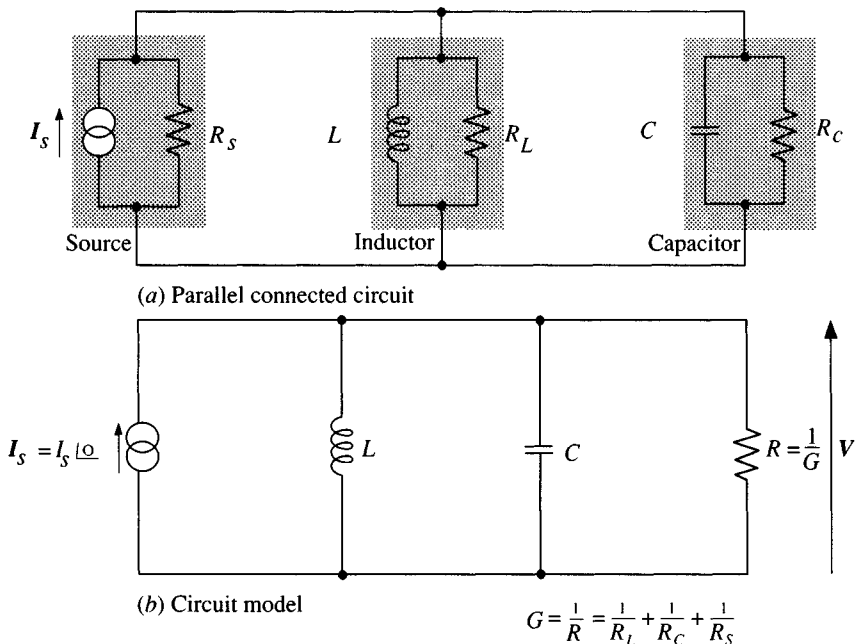 I_s R_s L R_L C R_C
Source Inductor Capacitor
(a) Parallel connected circuit
I_s = I_s ∠0 L C R = 1/G V
(b) Circuit model
G = 1/R = 1/R_L + 1/R_C + 1/R_S